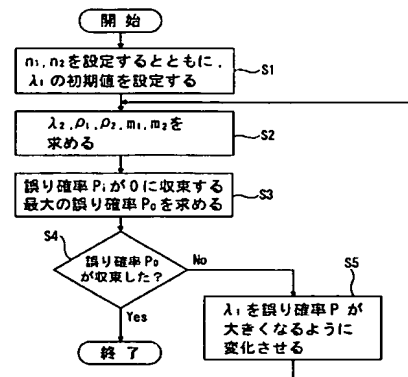 開始
n₁,n₂を設定するとともに,
λ₁の初期値を設定する
S1
λ₂,ρ₁,ρ₂,m₁,m₂を
求める
S2
誤り確率Piが0に収束する
最大の誤り確率P₀を求める
S3
S4
誤り確率P₀
が収束した?
No
Yes
S5
λ₁を誤り確率Pが
大きくなるように
変化させる
終了